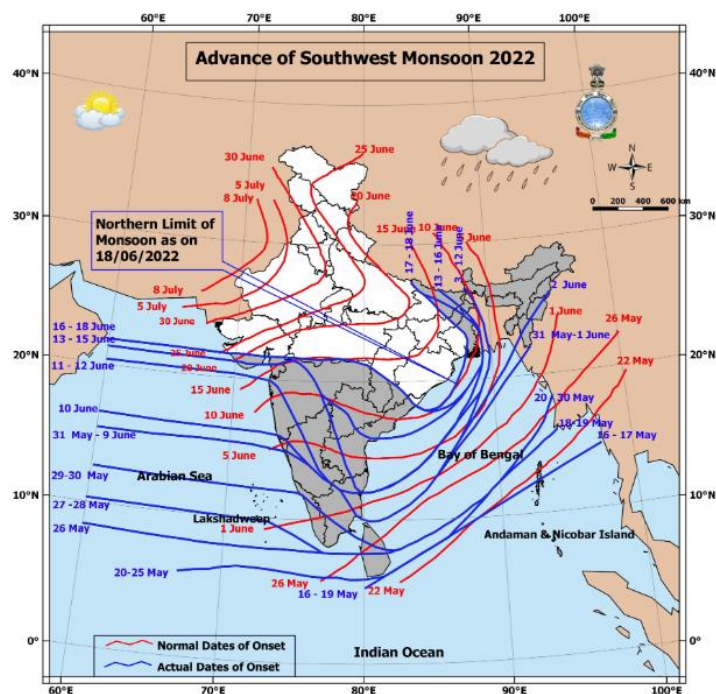 60°E
70°E
80°E
90°E
100°E
Advance of Southwest Monsoon 2022
40°N
40°N
N
W
E
S
0
200
400
600 km
30 June
25 June
5 July
8 July
20 June
30°N
30°N
Northern Limit of
Monsoon as on
18/06/2022
15 June
10 June
17 - 18 June
13 - 16 June
3 - 12 June
5 June
2 June
8 July
5 July
30 June
1 June
26 May
16 - 18 June
13 - 15 June
11 - 12 June
25 June
20 June
15 June
31 May-1 June
20°N
20°N
22 May
10 June
10 June
20 - 30 May
18-19 May
31 May - 9 June
16 - 17 May
5 June
Bay of Bengal
29-30 May
Arabian Sea
10°N
10°N
27 -28 May
Lakshadweep
26 May
1 June
Andaman & Nicobar Island
20-25 May
26 May
16 - 19 May
22 May
0°
0°
Normal Dates of Onset
Actual Dates of Onset
Indian Ocean
60°E
70°E
80°E
90°E
100°E